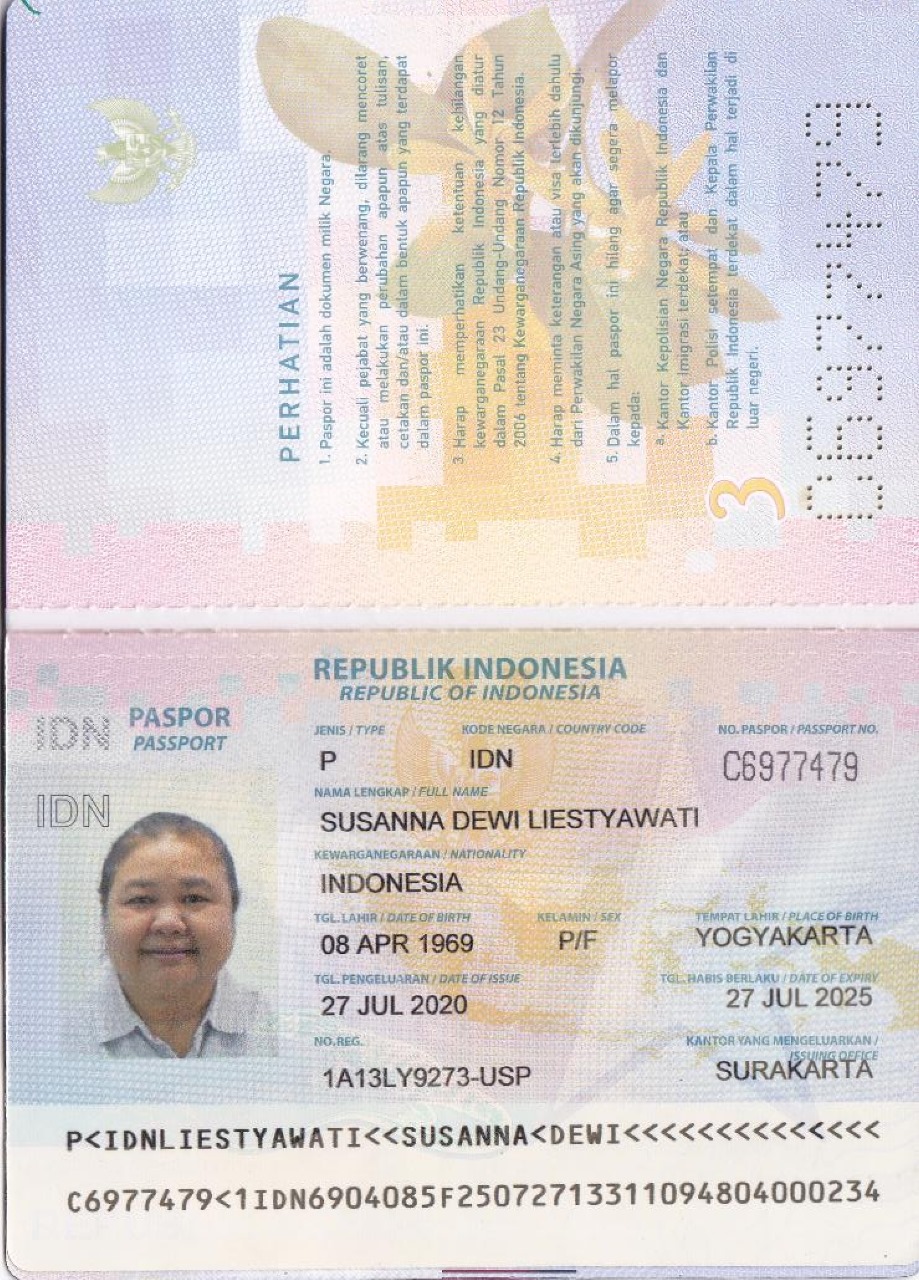 PERHATIAN
1. Paspor ini adalah dokumen milik Negara.
2. Kecuali pejabat yang berwenang, dilarang mencoret
atau melakukan perubahan apapun atas tulisan,
cetakan dan/atau dalam bentuk apapun yang terdapat
dalam paspor ini.
3. Harap memperhatikan ketentuan kehilangan
kewarganegaraan Republik Indonesia yang diatur
dalam Pasal 23 Undang-Undang Nomor 12 Tahun
2006 tentang Kewarganegaraan Republik Indonesia.
4. Harap meminta keterangan atau visa terlebih dahulu
dari Perwakilan Negara Asing yang akan dikunjungi.
5. Dalam hal paspor ini hilang agar segera melapor
kepada:
a. Kantor Kepolisian Negara Republik Indonesia dan
Kantor Imigrasi terdekat; atau
b. Kantor Polisi setempat dan Kepala Perwakilan
Republik Indonesia terdekat dalam hal terjadi di
luar negeri.
3
C6977479
REPUBLIK INDONESIA
REPUBLIC OF INDONESIA
IDN PASPOR
PASSPORT
IDN
JENIS / TYPE KODE NEGARA / COUNTRY CODE NO. PASPOR / PASSPORT NO.
P IDN C6977479
NAMA LENGKAP / FULL NAME
SUSANNA DEWI LIESTYAWATI
KEWARGANEGARAAN / NATIONALITY
INDONESIA
TGL. LAHIR / DATE OF BIRTH KELAMIN / SEX TEMPAT LAHIR / PLACE OF BIRTH
08 APR 1969 P/F YOGYAKARTA
TGL. PENGELUARAN / DATE OF ISSUE TGL. HABIS BERLAKU / DATE OF EXPIRY
27 JUL 2020 27 JUL 2025
NO. REG. KANTOR YANG MENGELUARKAN /
ISSUING OFFICE
1A13LY9273-USP SURAKARTA
P<IDNLIESTYAWATI<<SUSANNA<DEWI<<<<<<<<<<<<<<
C6977479<1IDN6904085F25072713311094804000234